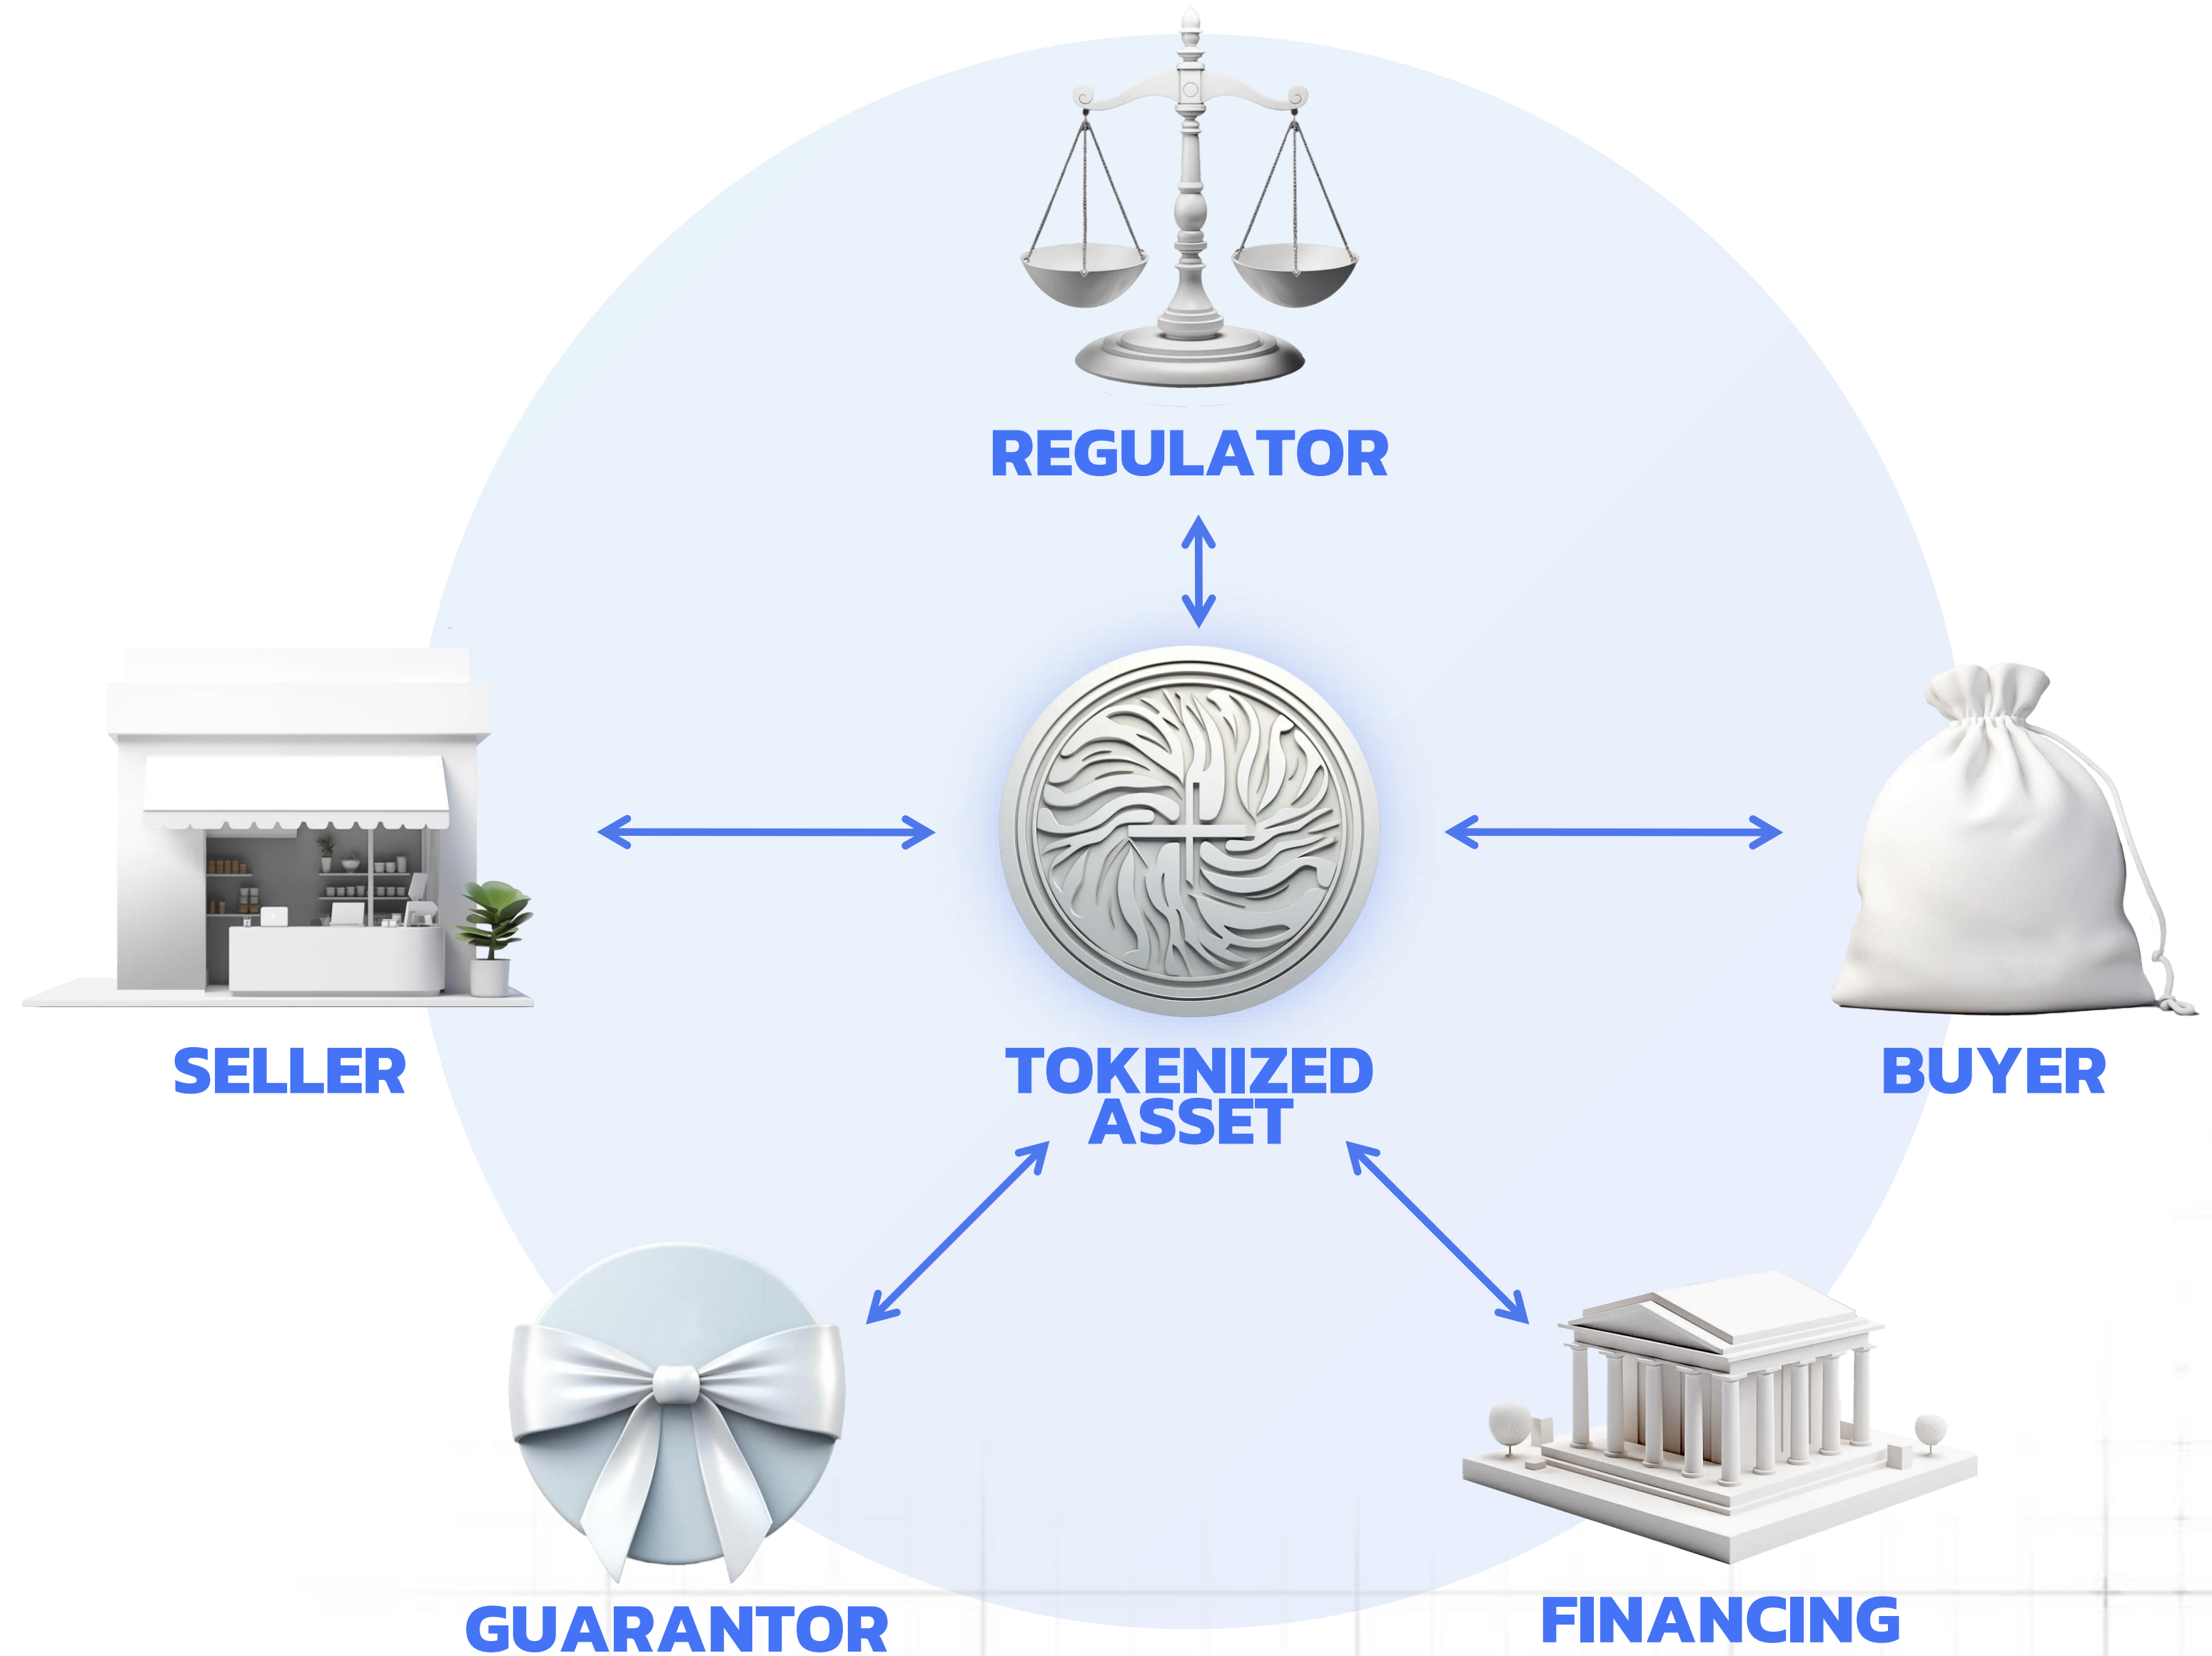 REGULATOR
SELLER
TOKENIZED
ASSET
BUYER
GUARANTOR
FINANCING